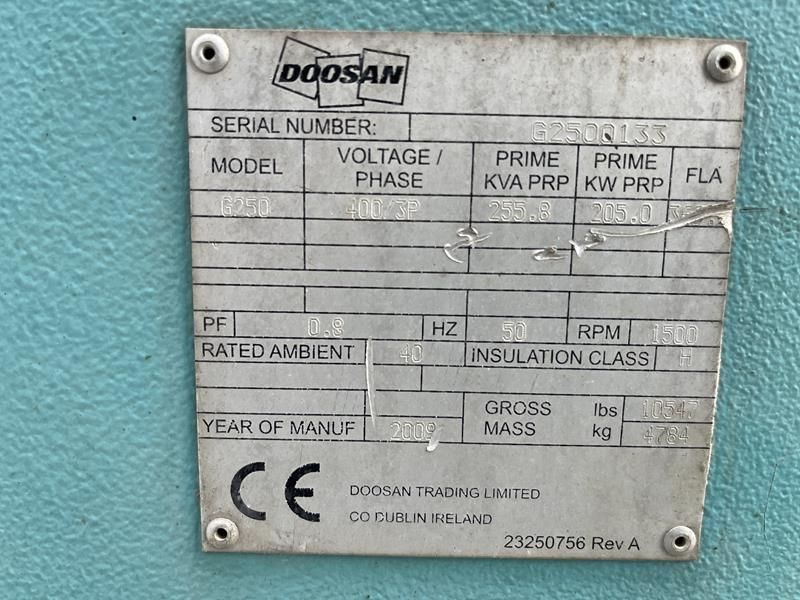 DOOSAN
SERIAL NUMBER: G250Q133
MODEL VOLTAGE / PHASE PRIME KVA PRP PRIME KW PRP FLA
G250 400/3P 255.8 205.0
PF 0.8 HZ 50 RPM 1500
RATED AMBIENT 40 INSULATION CLASS H
GROSS MASS lbs 10547
YEAR OF MANUF 2009 kg 4784
CE
DOOSAN TRADING LIMITED
CO DUBLIN IRELAND
23250756 Rev A